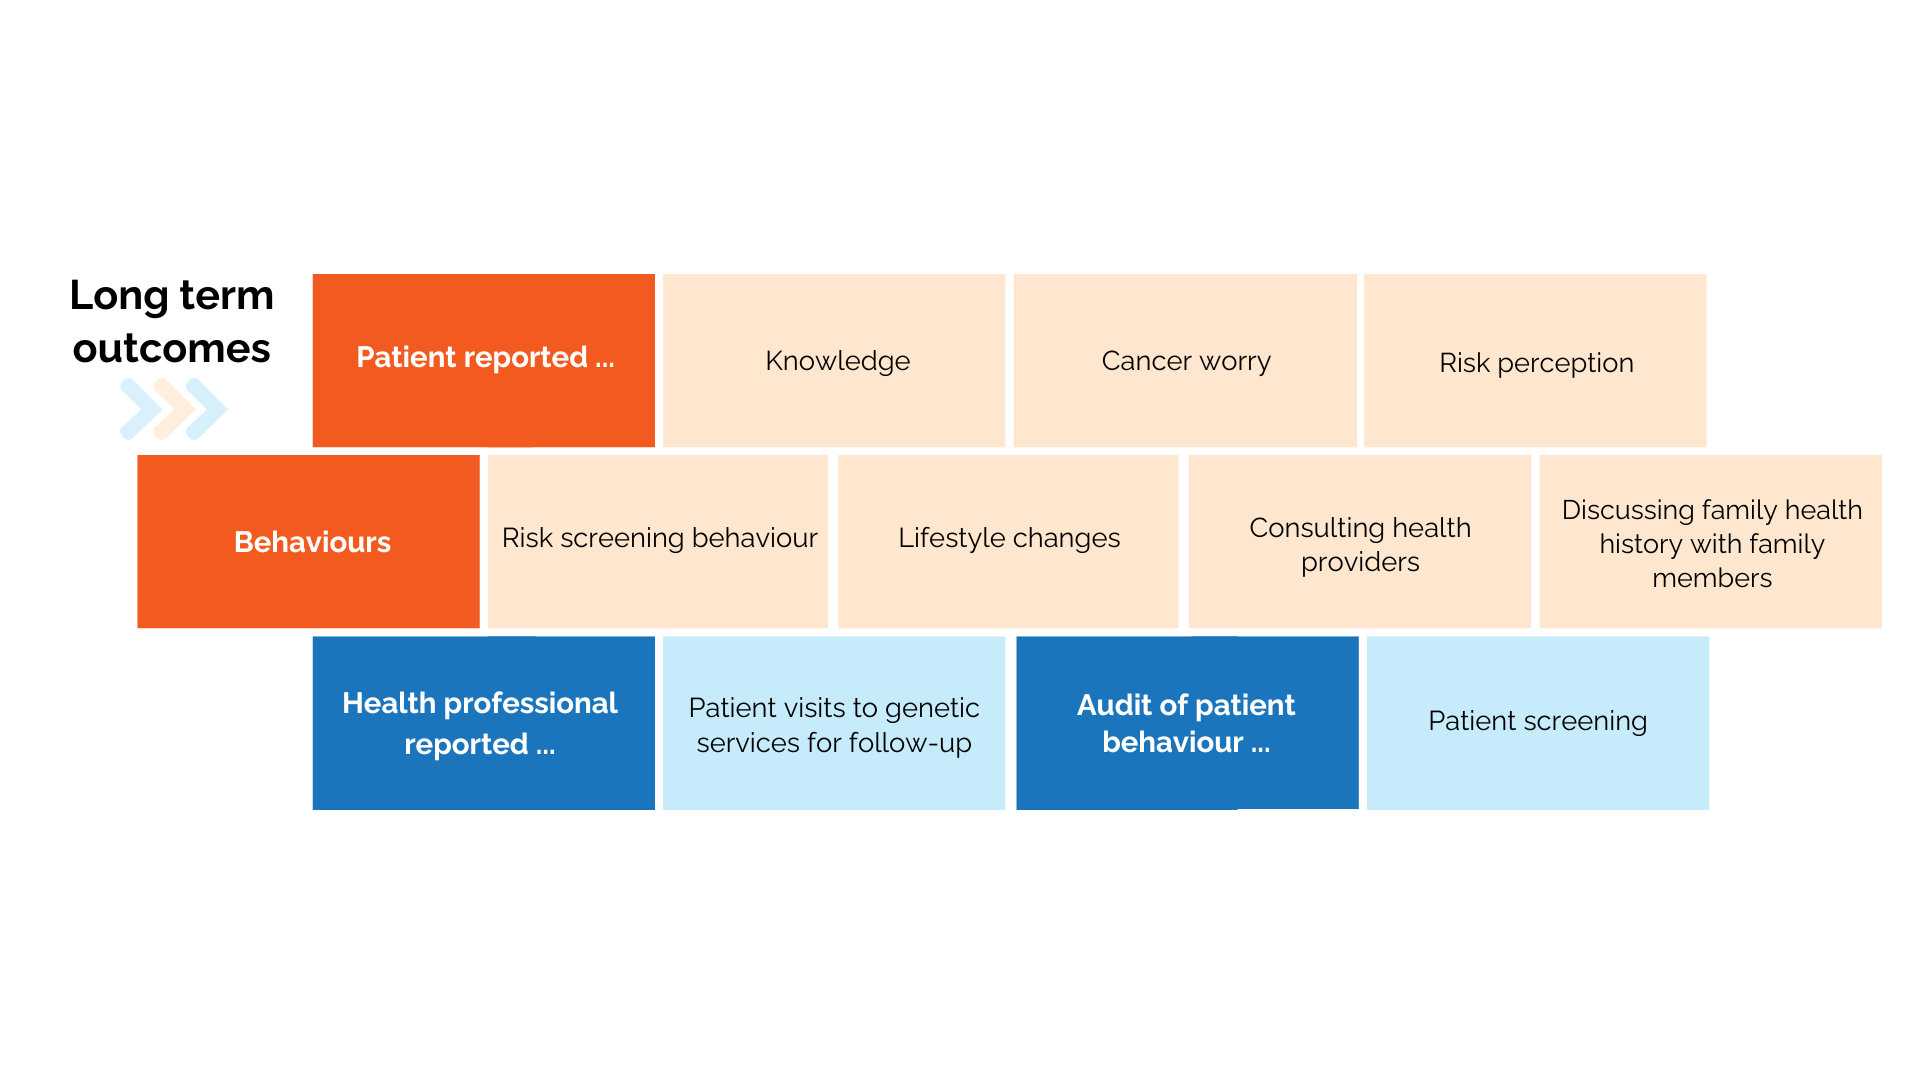 Long term
outcomes
Patient reported ...
Knowledge
Cancer worry
Risk perception
Behaviours
Risk screening behaviour
Lifestyle changes
Consulting health
providers
Discussing family health
history with family
members
Health professional
reported ...
Patient visits to genetic
services for follow-up
Audit of patient
behaviour ...
Patient screening